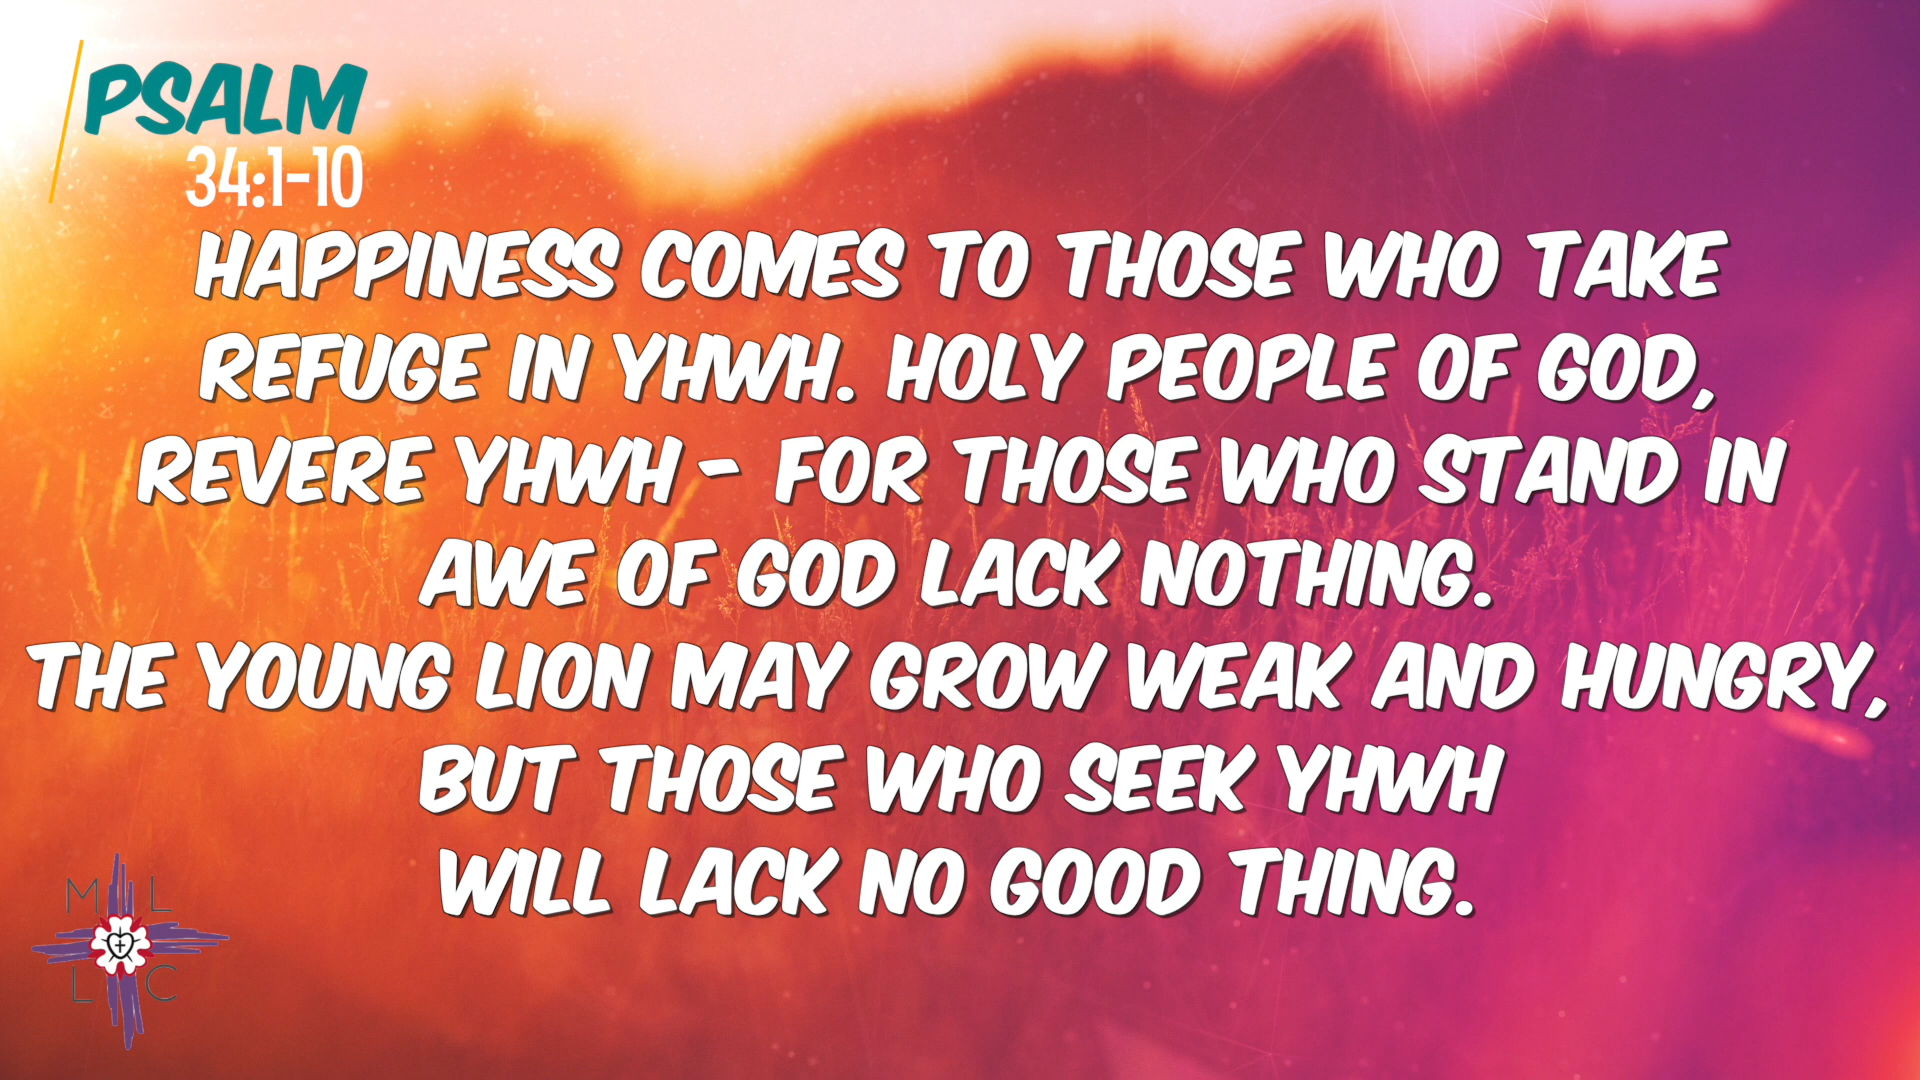 PSALM
34:1-10
HAPPINESS COMES TO THOSE WHO TAKE
REFUGE IN YHWH. HOLY PEOPLE OF GOD,
REVERE YHWH - FOR THOSE WHO STAND IN
AWE OF GOD LACK NOTHING.
THE YOUNG LION MAY GROW WEAK AND HUNGRY,
BUT THOSE WHO SEEK YHWH
WILL LACK NO GOOD THING.
M L
L C